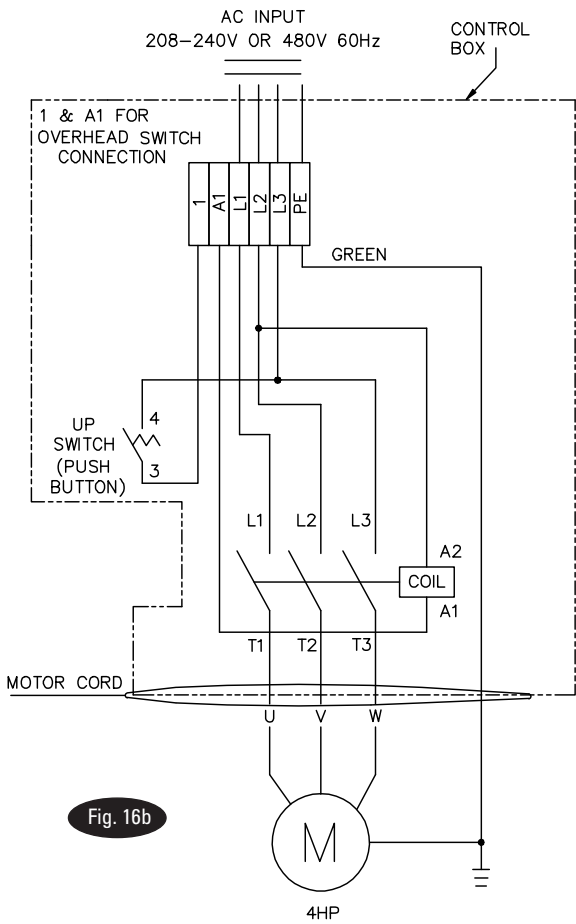 AC INPUT
208–240V OR 480V 60Hz
CONTROL
BOX
1 & A1 FOR
OVERHEAD SWITCH
CONNECTION
1
A1
L1
L2
L3
PE
GREEN
4
UP
SWITCH
(PUSH
BUTTON)
3
L1
L2
L3
A2
COIL
A1
T1
T2
T3
MOTOR CORD
U
V
W
Fig. 16b
M
4HP